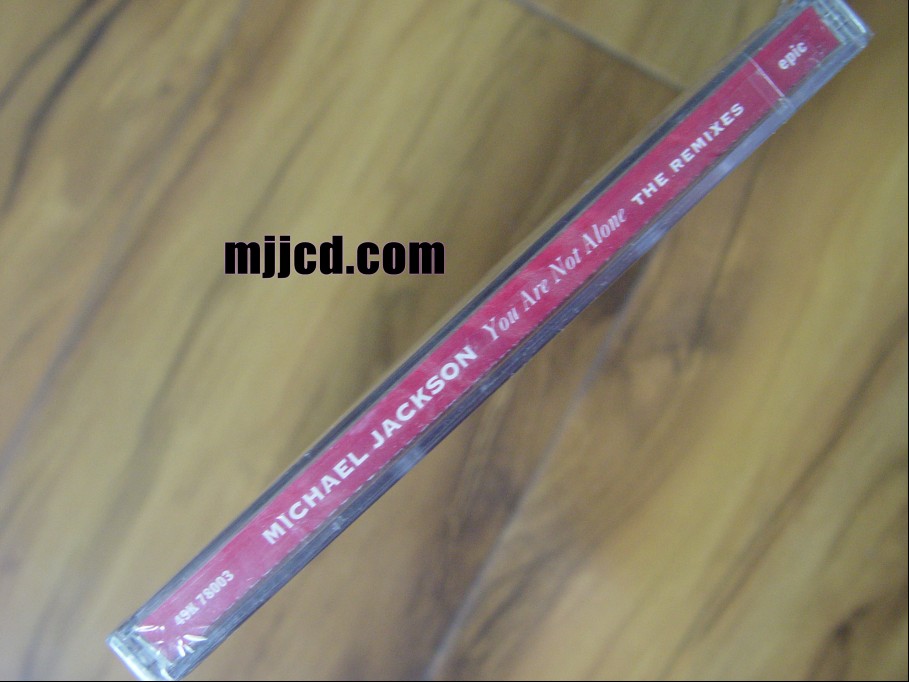 mjjcd.com
49K 78003 MICHAEL JACKSON You Are Not Alone THE REMIXES epic